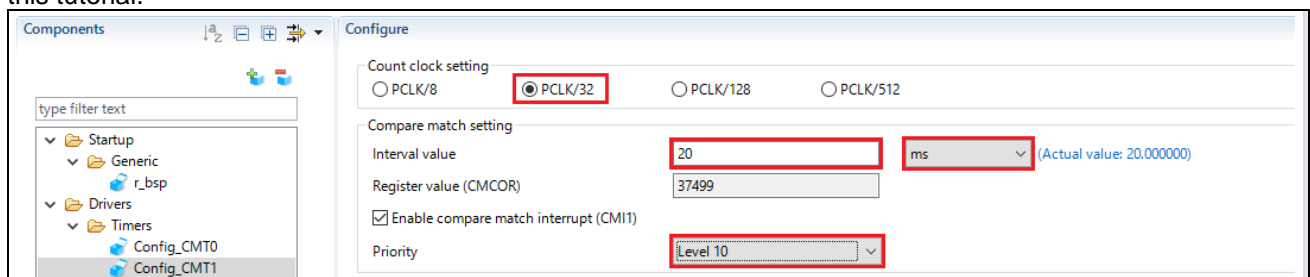 this tutorial.
Components
Configure
Count clock setting
PCLK/8 PCLK/32 PCLK/128 PCLK/512
type filter text
Compare match setting
Startup
Generic
r_bsp
Drivers
Timers
Config_CMT0
Config_CMT1
Interval value 20 ms (Actual value: 20.000000)
Register value (CMCOR) 37499
Enable compare match interrupt (CMI1)
Priority Level 10